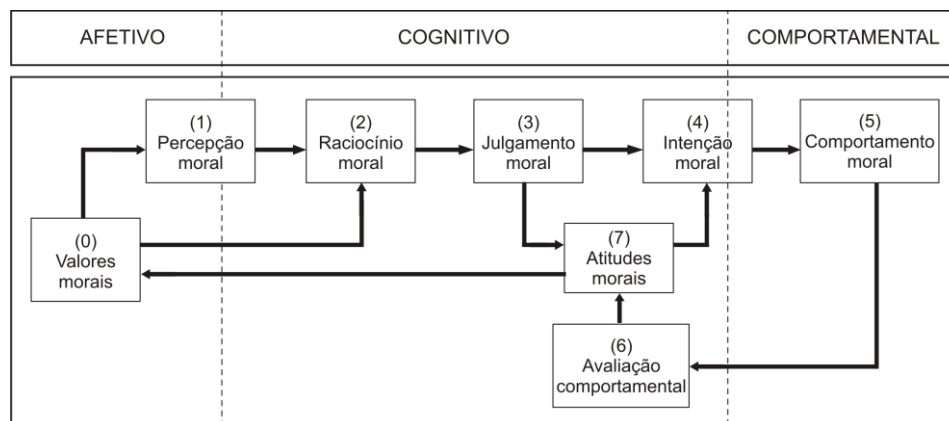 AFETIVO
COGNITIVO
COMPORTAMENTAL
(1)
Percepção
moral
(2)
Raciocínio
moral
(3)
Julgamento
moral
(4)
Intenção
moral
(5)
Comportamento
moral
(0)
Valores
morais
(7)
Atitudes
morais
(6)
Avaliação
comportamental